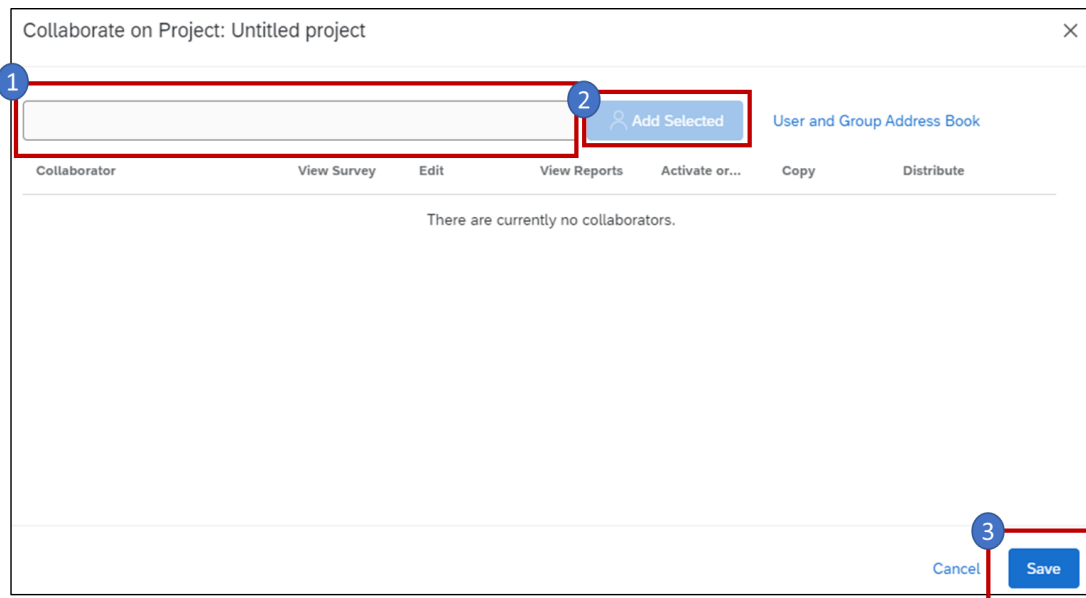 Collaborate on Project: Untitled project
1
2
Add Selected
User and Group Address Book
Collaborator View Survey Edit View Reports Activate or... Copy Distribute
There are currently no collaborators.
3
Cancel Save